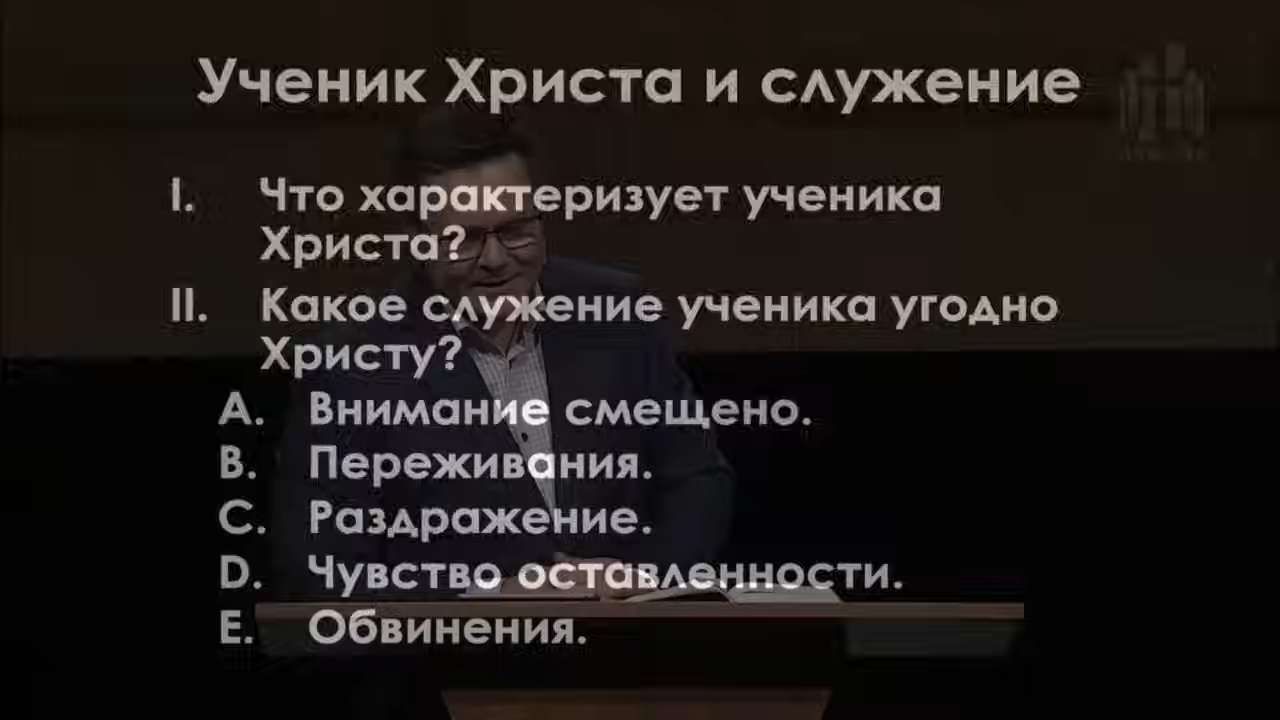 Ученик Христа и служение
I. Что характеризует ученика
Христа?
II. Какое служение ученика угодно
Христу?
A. Внимание смещено.
B. Переживания.
C. Раздражение.
D. Чувство оставленности.
E. Обвинения.